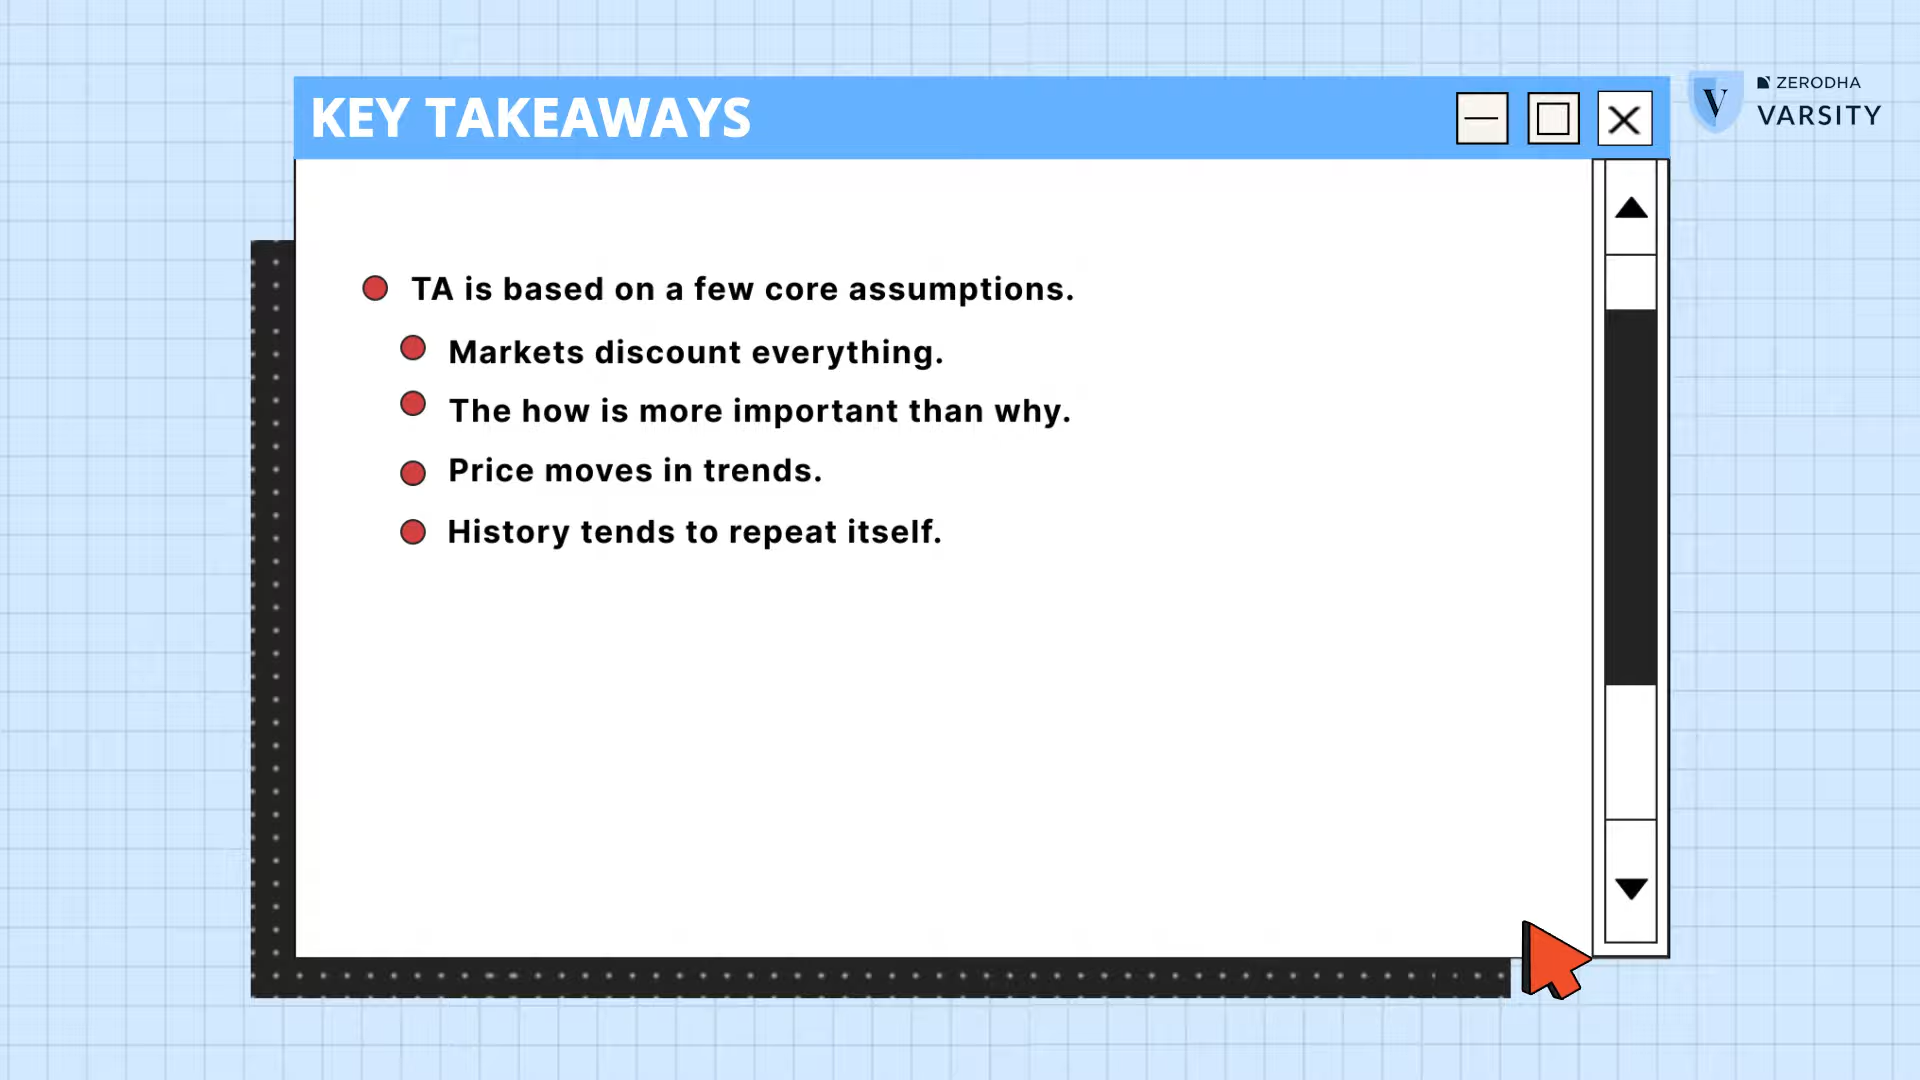 KEY TAKEAWAYS
V
ZERODHA
VARSITY
TA is based on a few core assumptions.
Markets discount everything.
The how is more important than why.
Price moves in trends.
History tends to repeat itself.